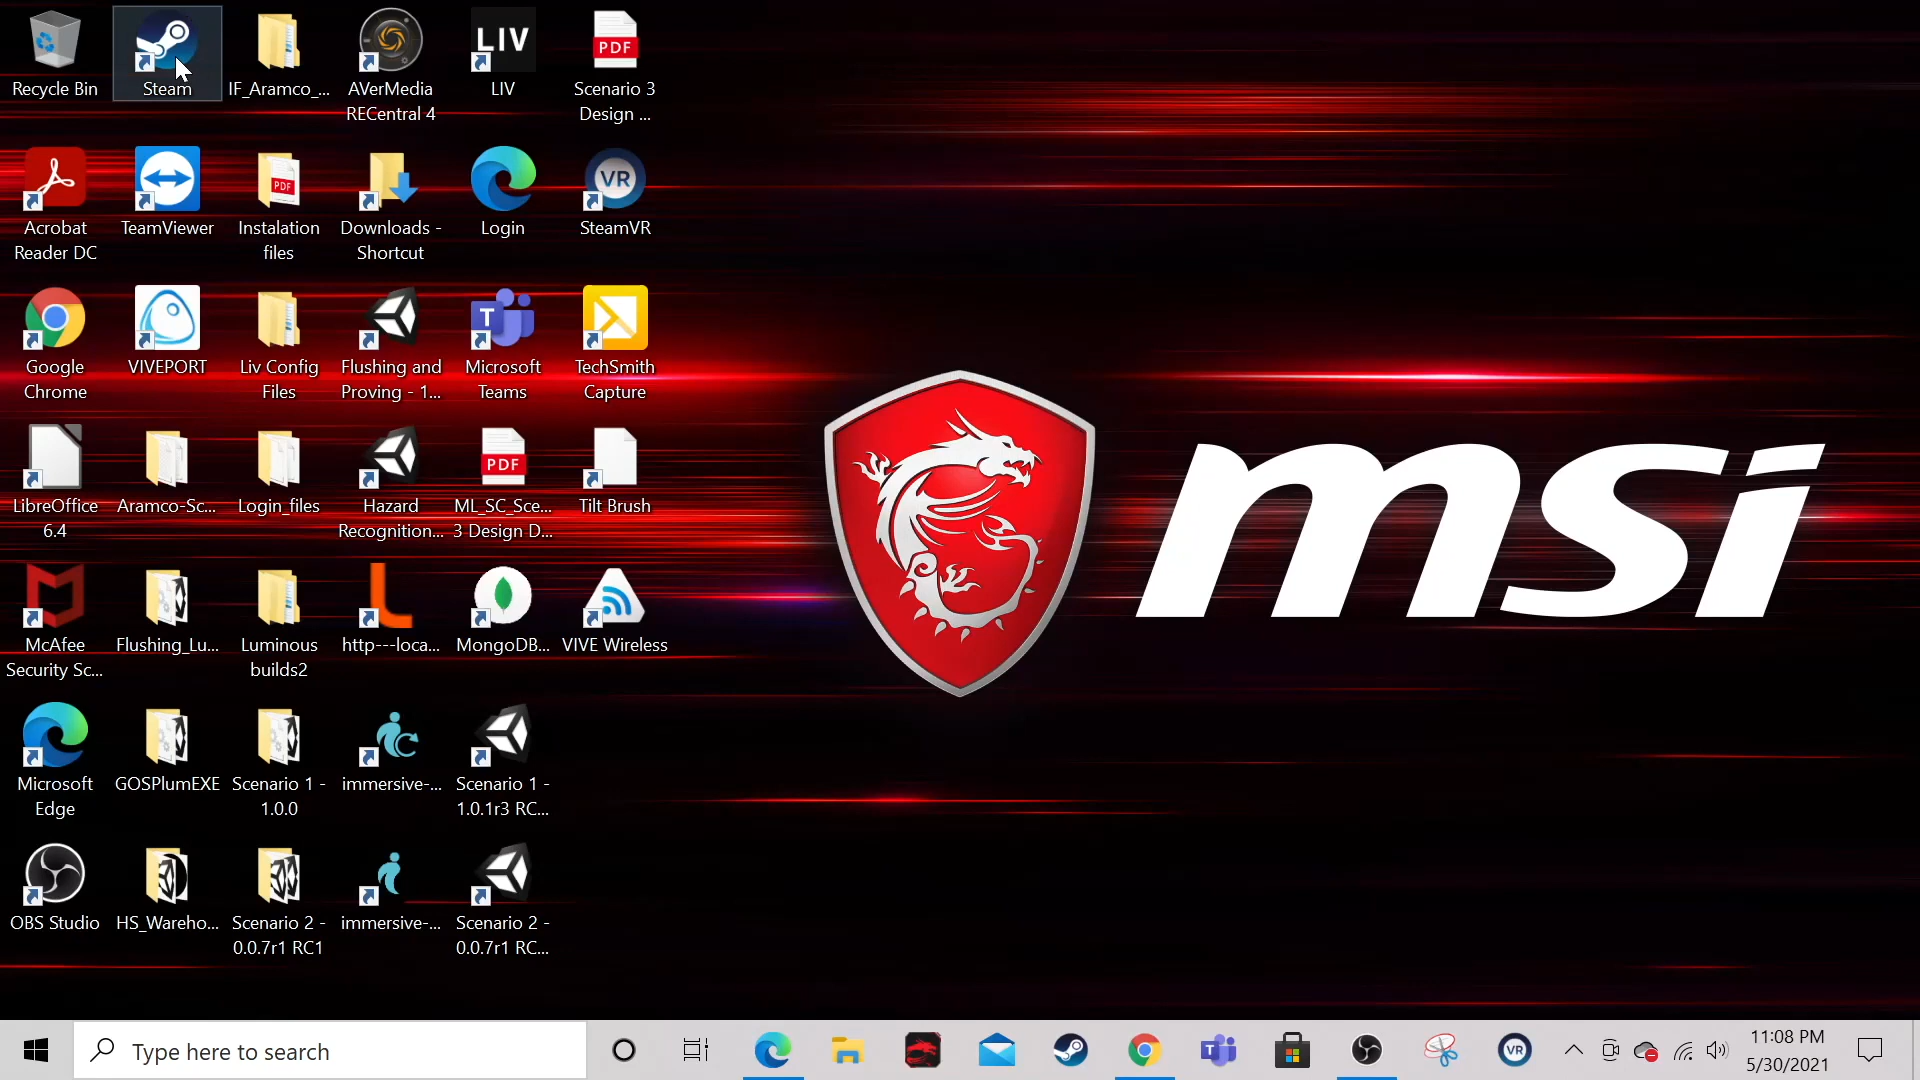 Recycle Bin
Steam
IF_Aramco_...
AVerMedia
RECentral 4
LIV
LIV
PDF
Scenario 3
Design ...
Acrobat
Reader DC
TeamViewer
PDF
Instalation
files
Downloads -
Shortcut
Login
VR
SteamVR
Google
Chrome
VIVEPORT
Liv Config
Files
Flushing and
Proving - 1...
T
Microsoft
Teams
TechSmith
Capture
LibreOffice
6.4
Aramco-Sc...
Login_files
Hazard
Recognition...
PDF
ML_SC_Sce...
3 Design D...
Tilt Brush
McAfee
Security Sc...
Flushing_Lu...
Luminous
builds2
http---loca...
MongoDB...
VIVE Wireless
Microsoft
Edge
GOSPlumEXE
Scenario 1 -
1.0.0
immersive-...
Scenario 1 -
1.0.1r3 RC...
OBS Studio
HS_Wareho...
Scenario 2 -
0.0.7r1 RC1
immersive-...
Scenario 2 -
0.0.7r1 RC...
msi
Type here to search
T
VR
11:08 PM
5/30/2021